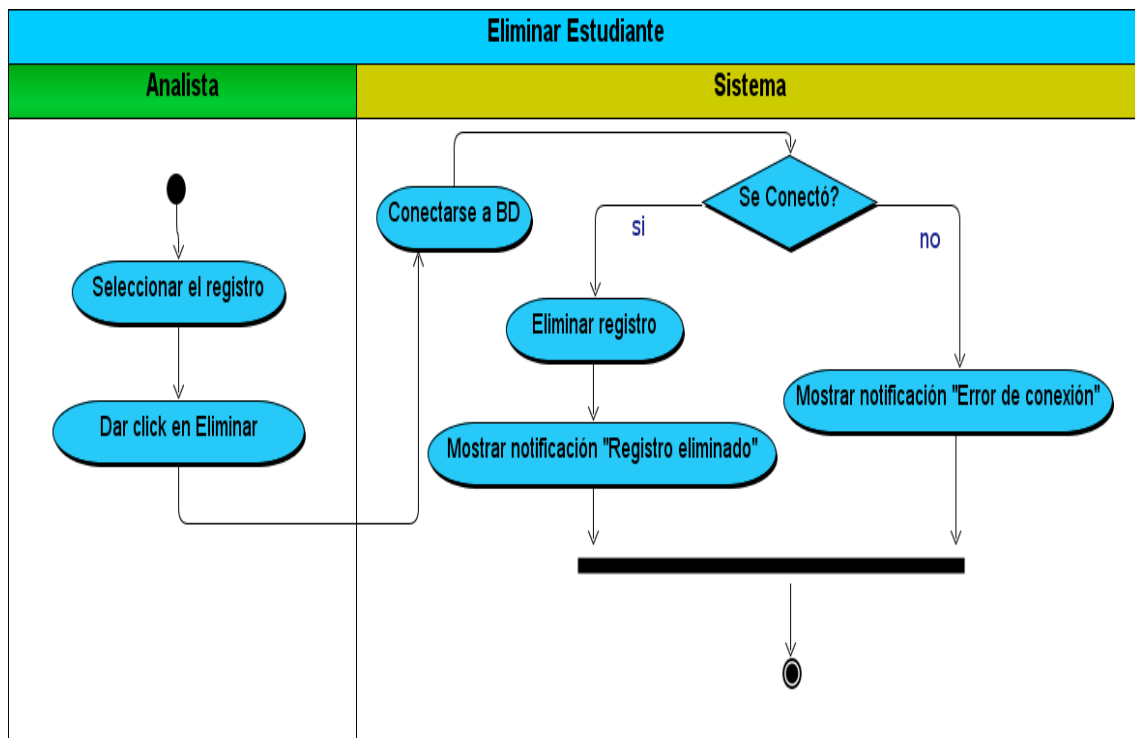 Eliminar Estudiante
Analista
Sistema
Seleccionar el registro
Dar click en Eliminar
Conectarse a BD
Se Conectó?
si
no
Eliminar registro
Mostrar notificación "Error de conexión"
Mostrar notificación "Registro eliminado"